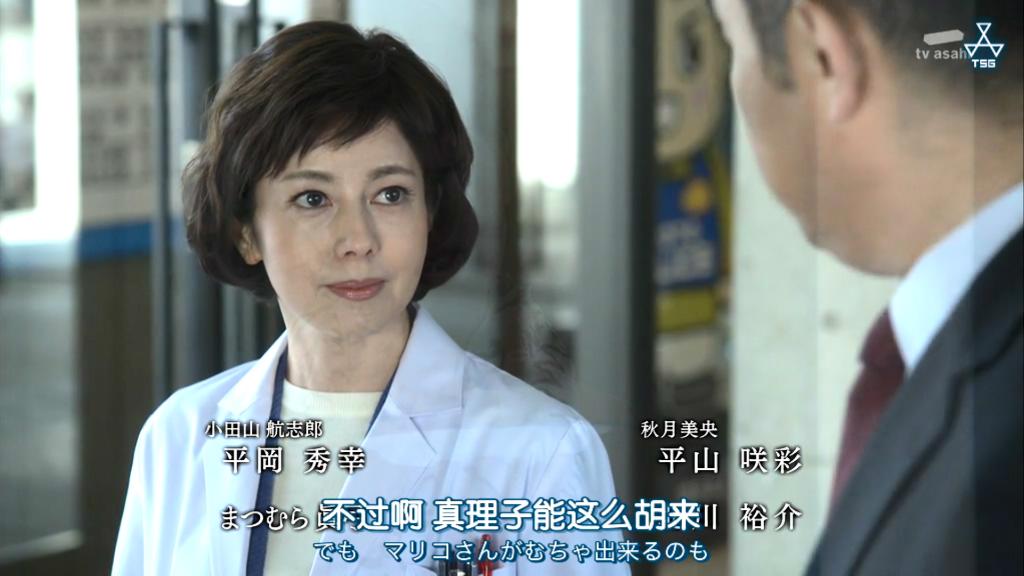 tv asahi
TSG
小田山 航志郎
平岡 秀幸
秋月美央
平山 咲彩
まつむら
川 裕介
不过啊 真理子能这么胡来
でも マリコさんがむちゃ出来るのも